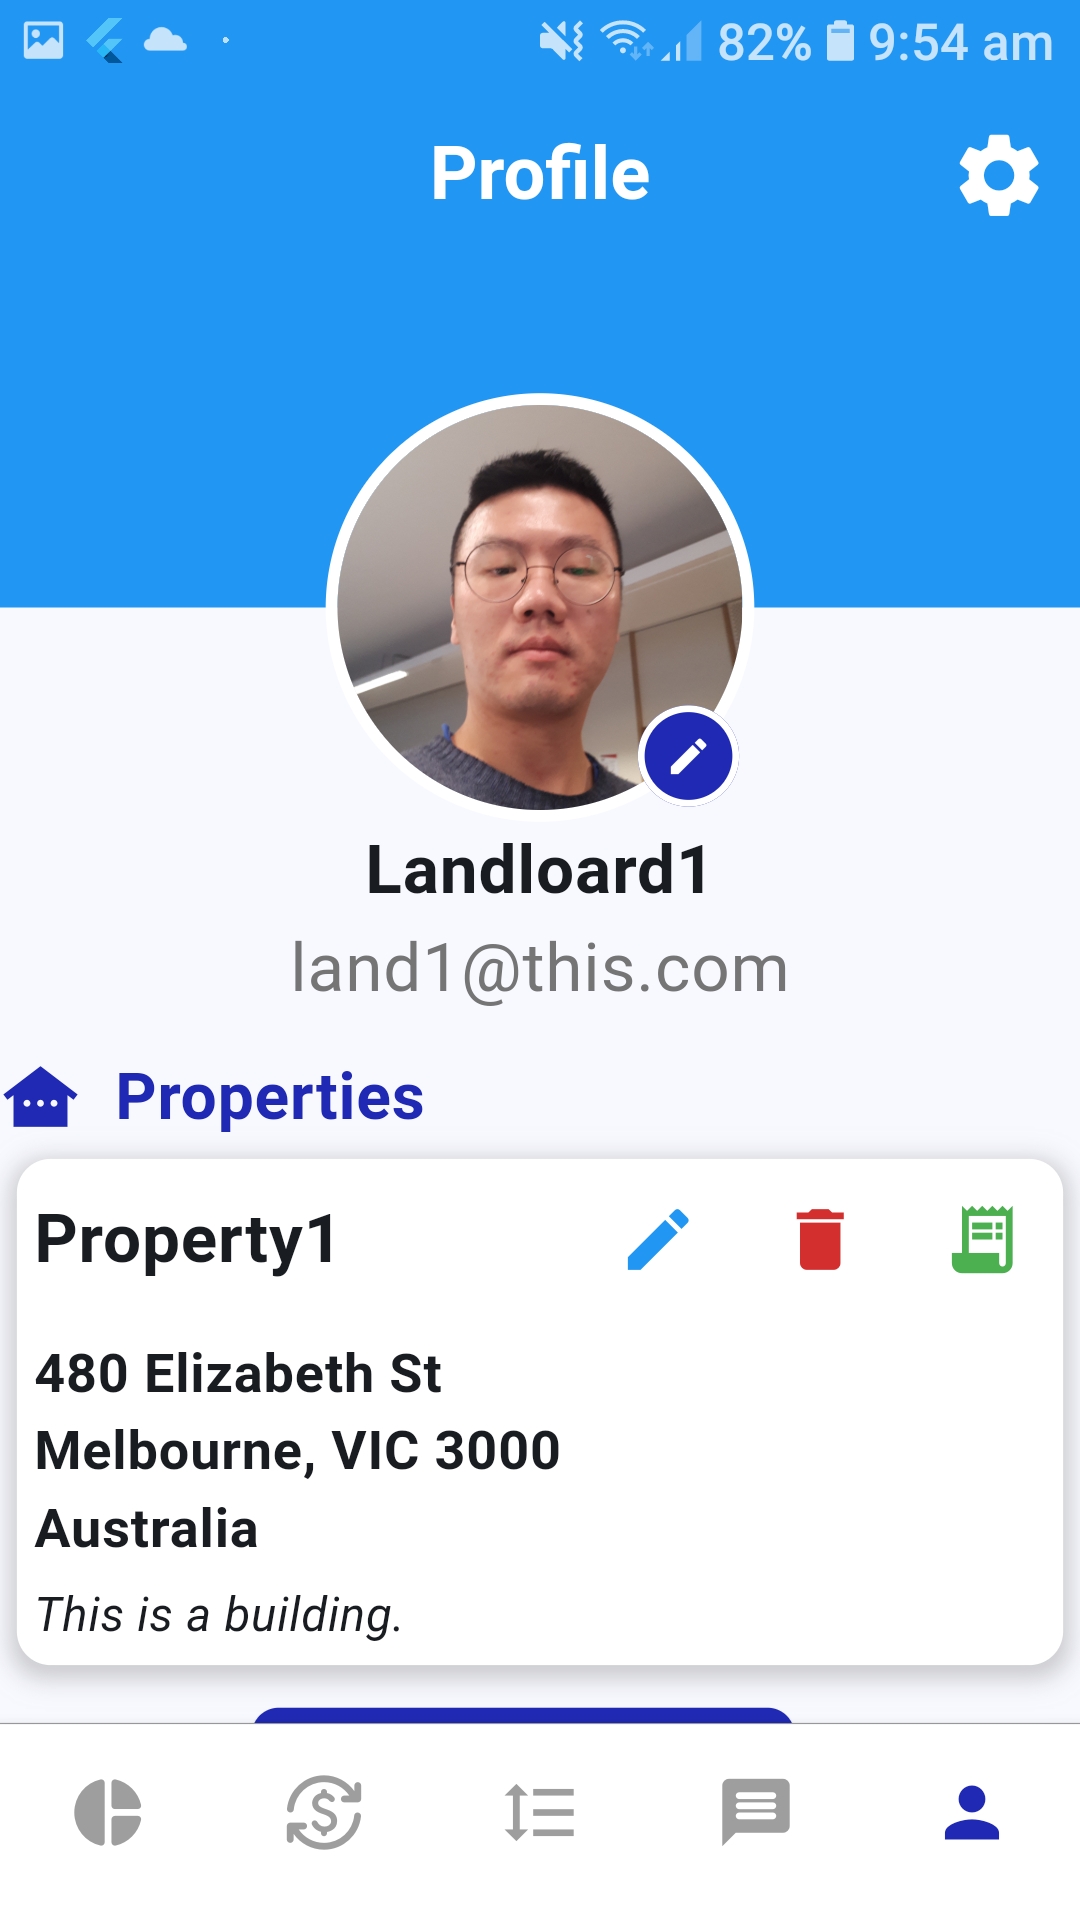 82% 9:54 am
Profile
Landloard1
land1@this.com
Properties
Property1
480 Elizabeth St
Melbourne, VIC 3000
Australia
This is a building.